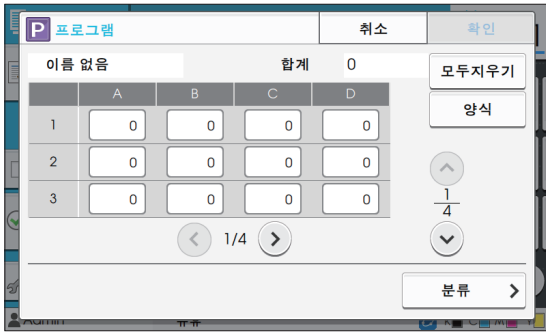 P 프로그램 취소 확인
이름 없음 합계 0 모두지우기
양식
A B C D
1 0 0 0 0
2 0 0 0 0
3 0 0 0 0
1/4
1
4
분류
Admin
K C M Y